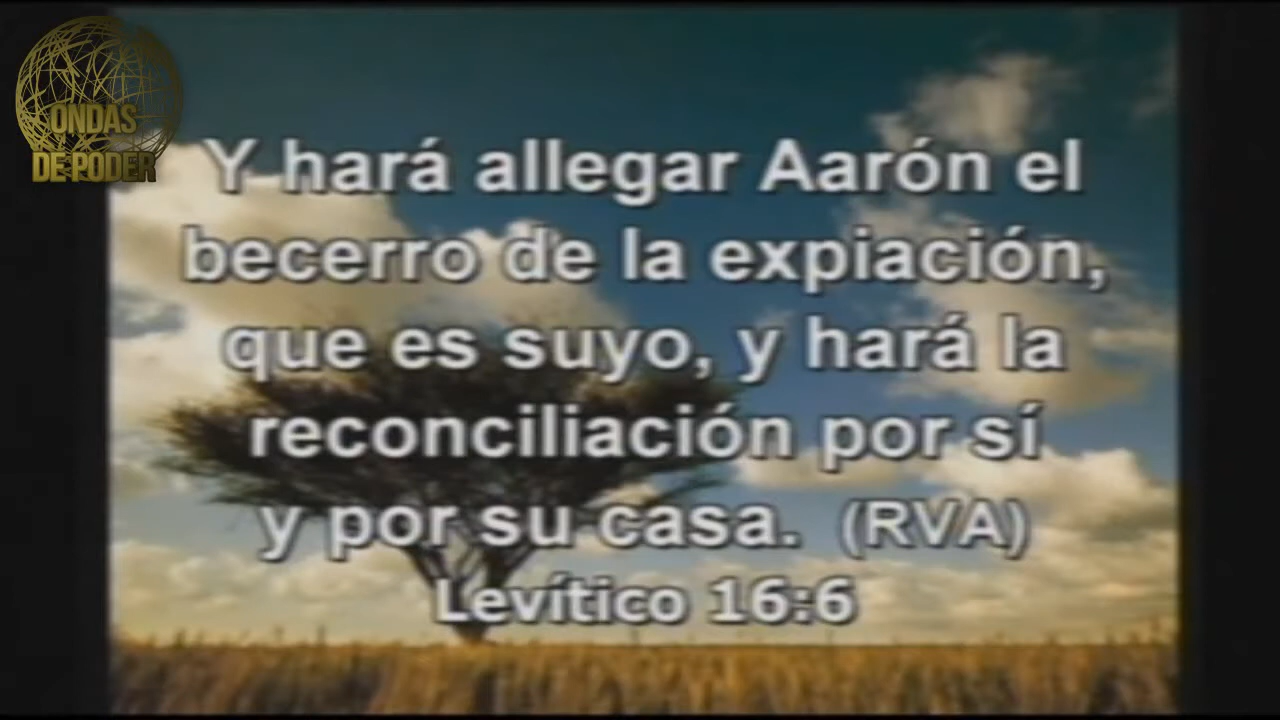 ONDAS
DE PODER
Y hará allegar Aarón el
becerro de la expiación,
que es suyo, y hará la
reconciliación por sí
y por su casa. (RVA)
Levítico 16:6